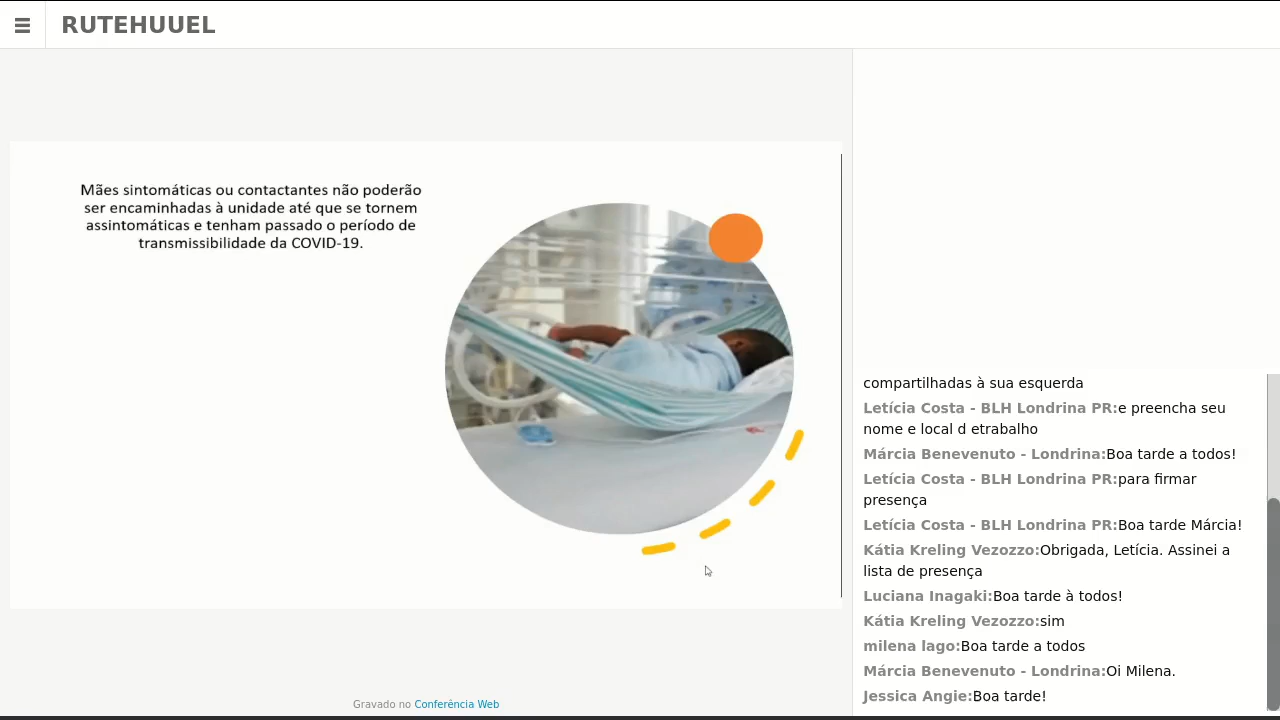 RUTEHUUEL
Mães sintomáticas ou contactantes não poderão
ser encaminhadas à unidade até que se tornem
assintomáticas e tenham passado o período de
transmissibilidade da COVID-19.
compartilhadas à sua esquerda
Letícia Costa - BLH Londrina PR:e preencha seu
nome e local d etrabalho
Márcia Benevenuto - Londrina:Boa tarde a todos!
Letícia Costa - BLH Londrina PR:para firmar
presença
Letícia Costa - BLH Londrina PR:Boa tarde Márcia!
Kátia Kreling Vezozzo:Obrigada, Letícia. Assinei a
lista de presença
Luciana Inagaki:Boa tarde à todos!
Kátia Kreling Vezozzo:sim
milena lago:Boa tarde a todos
Márcia Benevenuto - Londrina:Oi Milena.
Jessica Angie:Boa tarde!
Gravado no Conferência Web